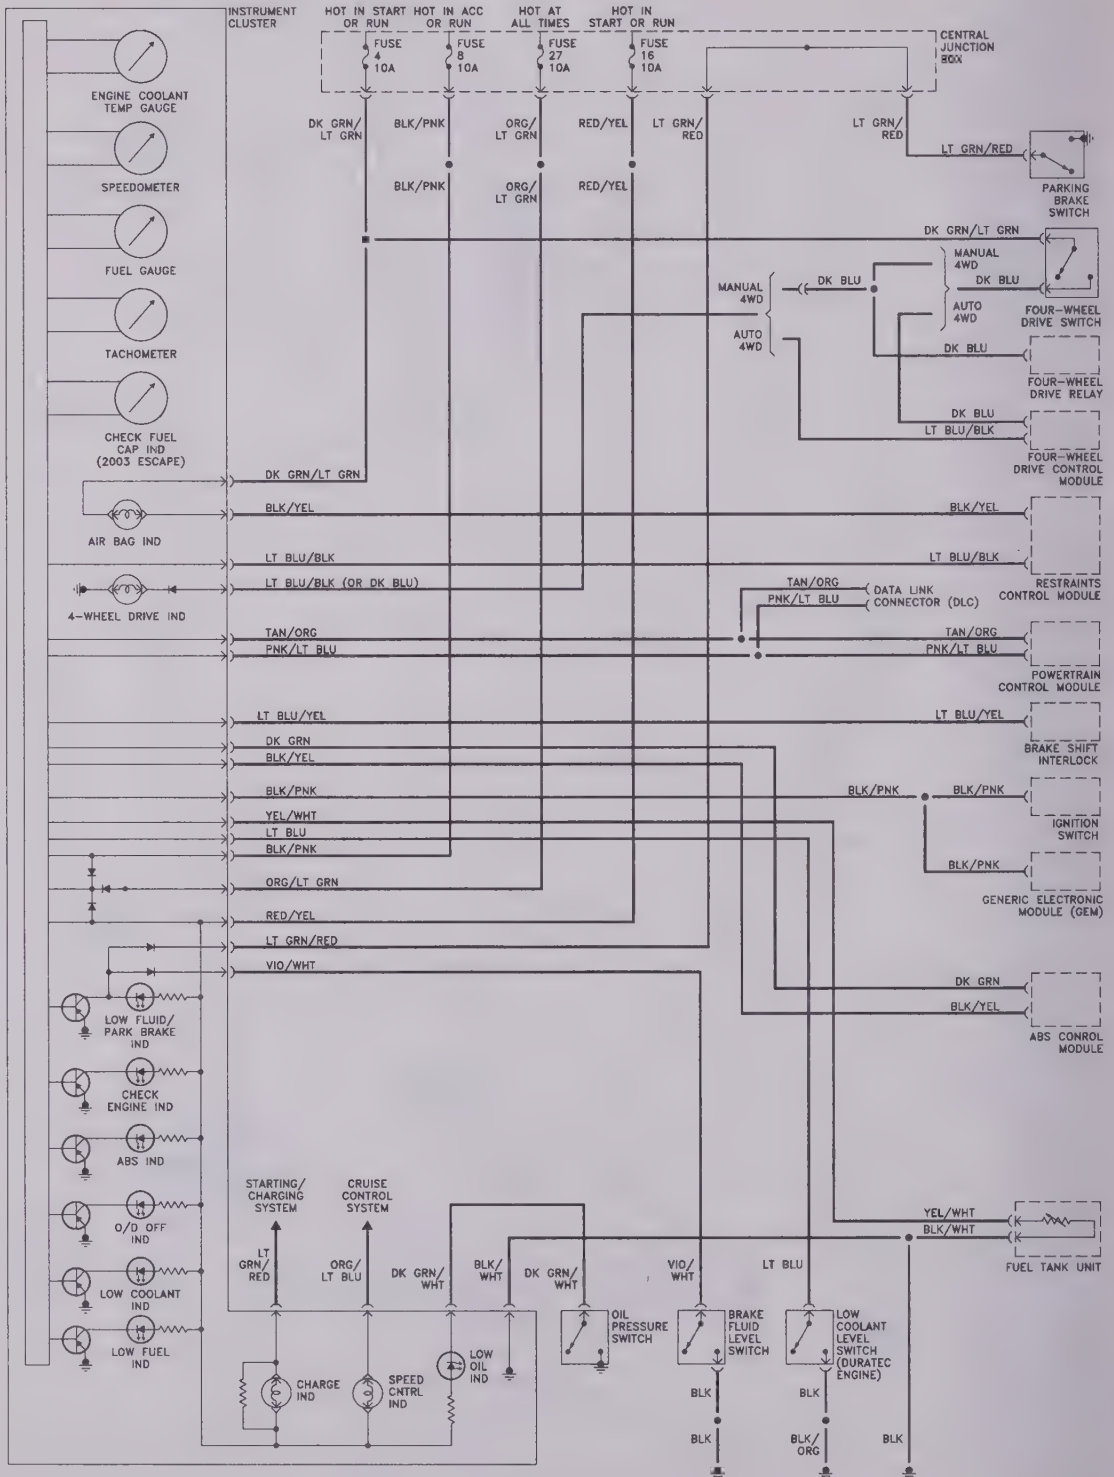 INSTRUMENT
CLUSTER
HOT IN START
OR RUN
HOT IN ACC
OR RUN
HOT AT
ALL TIMES
HOT IN
START OR RUN
FUSE
4
10A
FUSE
8
10A
FUSE
27
10A
FUSE
16
10A
CENTRAL
JUNCTION
BOX
ENGINE COOLANT
TEMP GAUGE
SPEEDOMETER
FUEL GAUGE
TACHOMETER
CHECK FUEL
CAP IND
(2003 ESCAPE)
AIR BAG IND
4-WHEEL DRIVE IND
DK GRN/
LT GRN
BLK/PNK
ORG/
LT GRN
RED/YEL
LT GRN/
RED
LT GRN/
RED
BLK/PNK
ORG/
LT GRN
RED/YEL
LT GRN/RED
PARKING
BRAKE
SWITCH
DK GRN/LT GRN
MANUAL
4WD
DK BLU
MANUAL
4WD
DK BLU
AUTO
4WD
AUTO
4WD
FOUR-WHEEL
DRIVE SWITCH
DK BLU
FOUR-WHEEL
DRIVE RELAY
DK BLU
LT BLU/BLK
FOUR-WHEEL
DRIVE CONTROL
MODULE
DK GRN/LT GRN
BLK/YEL
BLK/YEL
LT BLU/BLK
LT BLU/BLK
RESTRAINTS
CONTROL MODULE
LT BLU/BLK (OR DK BLU)
TAN/ORG
PNK/LT BLU
DATA LINK
CONNECTOR (DLC)
TAN/ORG
TAN/ORG
PNK/LT BLU
PNK/LT BLU
POWERTRAIN
CONTROL MODULE
LT BLU/YEL
LT BLU/YEL
BRAKE SHIFT
INTERLOCK
DK GRN
BLK/YEL
BLK/PNK
BLK/PNK
BLK/PNK
IGNITION
SWITCH
YEL/WHT
LT BLU
BLK/PNK
BLK/PNK
GENERIC ELECTRONIC
MODULE (GEM)
ORG/LT GRN
RED/YEL
LT GRN/RED
VIO/WHT
DK GRN
BLK/YEL
ABS CONROL
MODULE
LOW FLUID/
PARK BRAKE
IND
CHECK
ENGINE IND
ABS IND
O/D OFF
IND
LOW COOLANT
IND
LOW FUEL
IND
STARTING/
CHARGING
SYSTEM
CRUISE
CONTROL
SYSTEM
LT
GRN/
RED
ORG/
LT BLU
DK GRN/
WHT
BLK/
WHT
DK GRN/
WHT
VIO/
WHT
LT BLU
YEL/WHT
BLK/WHT
FUEL TANK UNIT
OIL
PRESSURE
SWITCH
BRAKE
FLUID
LEVEL
SWITCH
LOW
COOLANT
LEVEL
SWITCH
(DURATEC
ENGINE)
CHARGE
IND
SPEED
CNTRL
IND
LOW
OIL
IND
BLK
BLK
BLK
BLK/
ORG
BLK